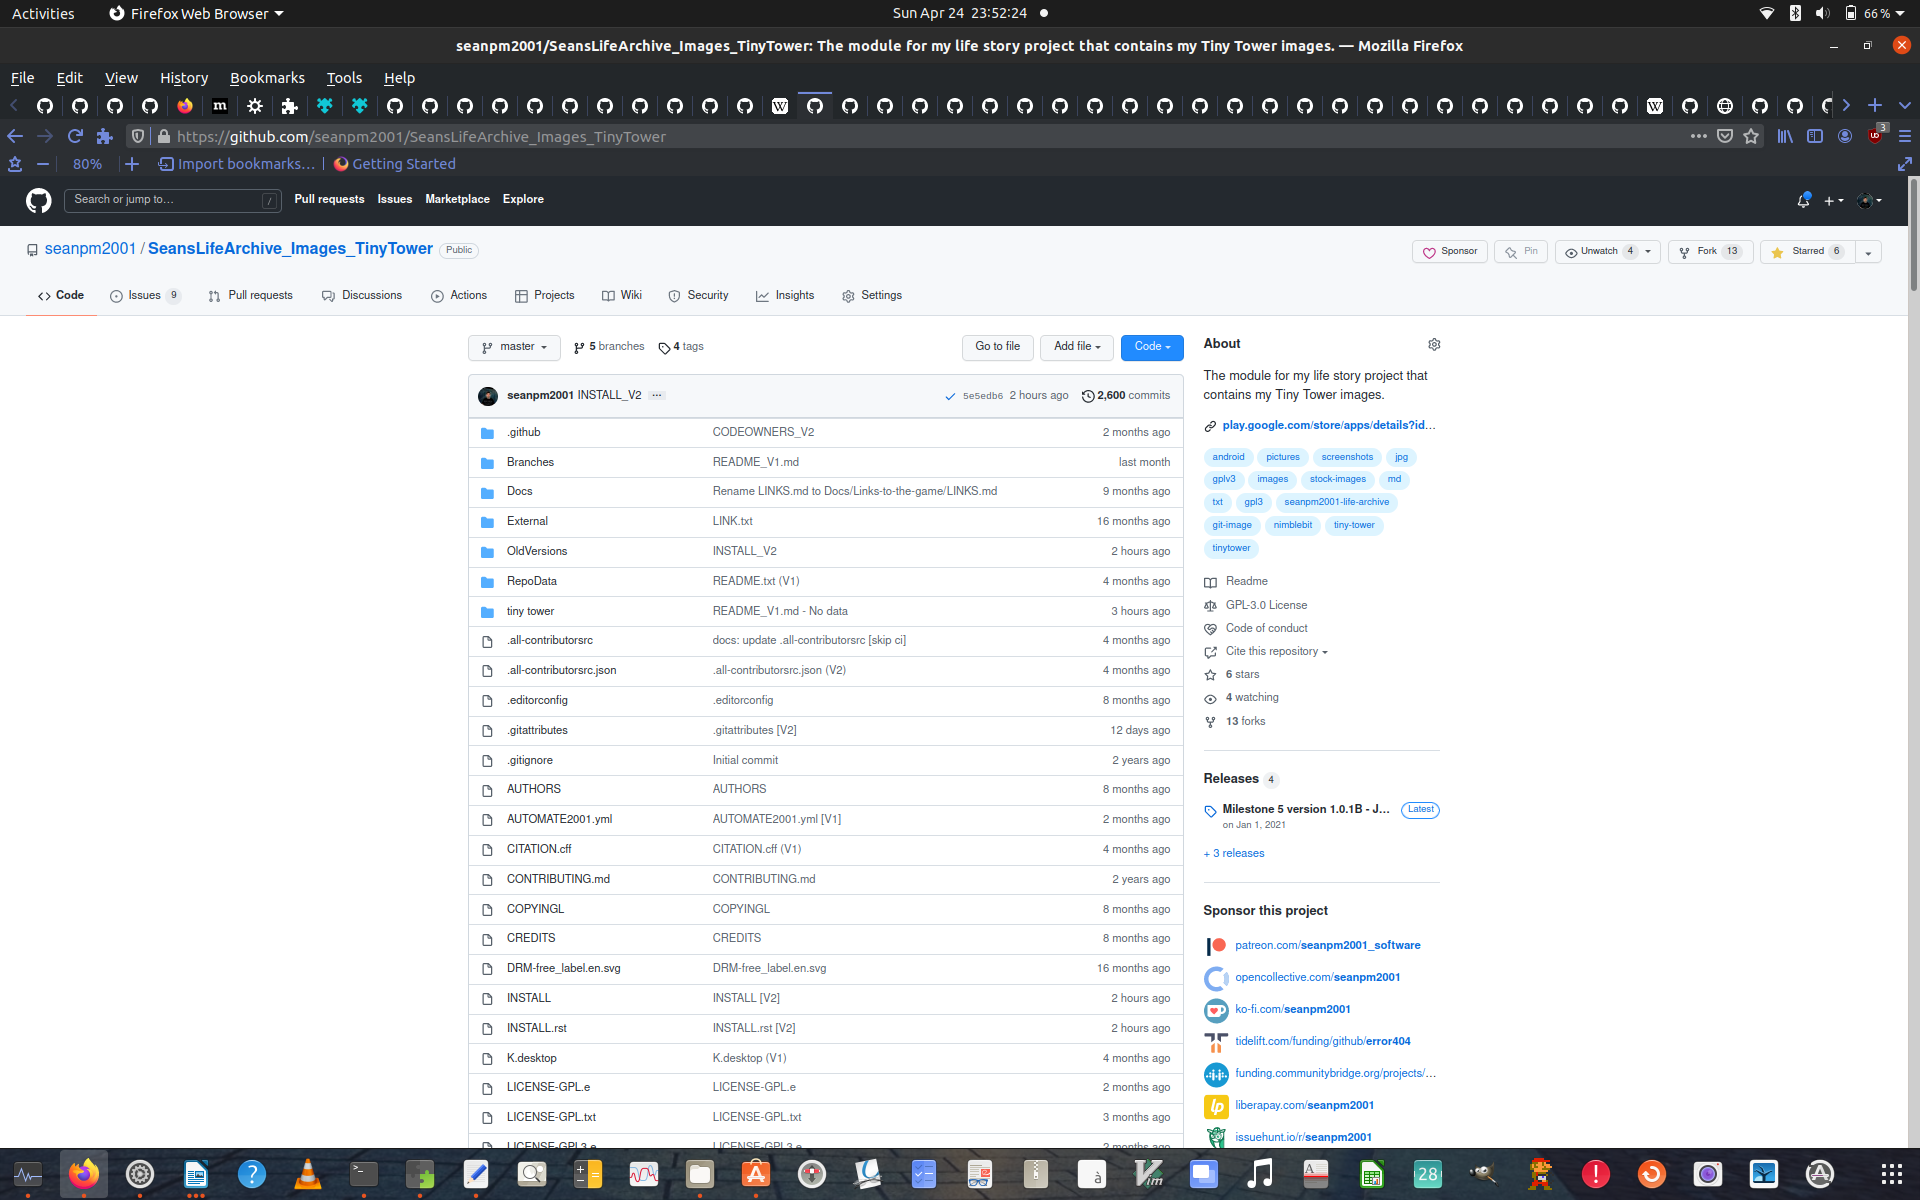 Activities Firefox Web Browser Sun Apr 24 23:52:24 66 %
seanpm2001/SeansLifeArchive_Images_TinyTower: The module for my life story project that contains my Tiny Tower images. — Mozilla Firefox
File Edit View History Bookmarks Tools Help
https://github.com/seanpm2001/SeansLifeArchive_Images_TinyTower 3
80% Import bookmarks… Getting Started
Search or jump to… / Pull requests Issues Marketplace Explore
seanpm2001 / SeansLifeArchive_Images_TinyTower Public Sponsor Pin Unwatch 4 Fork 13 Starred 6
Code Issues 9 Pull requests Discussions Actions Projects Wiki Security Insights Settings
master 5 branches 4 tags Go to file Add file Code
seanpm2001 INSTALL_V2 ... 5e5edb6 2 hours ago 2,600 commits
.github CODEOWNERS_V2 2 months ago
Branches README_V1.md last month
Docs Rename LINKS.md to Docs/Links-to-the-game/LINKS.md 9 months ago
External LINK.txt 16 months ago
OldVersions INSTALL_V2 2 hours ago
RepoData README.txt (V1) 4 months ago
tiny tower README_V1.md - No data 3 hours ago
.all-contributorsrc docs: update .all-contributorsrc [skip ci] 4 months ago
.all-contributorsrc.json .all-contributorsrc.json (V2) 4 months ago
.editorconfig .editorconfig 8 months ago
.gitattributes .gitattributes [V2] 12 days ago
.gitignore Initial commit 2 years ago
AUTHORS AUTHORS 8 months ago
AUTOMATE2001.yml AUTOMATE2001.yml [V1] 2 months ago
CITATION.cff CITATION.cff (V1) 4 months ago
CONTRIBUTING.md CONTRIBUTING.md 2 years ago
COPYINGL COPYINGL 8 months ago
CREDITS CREDITS 8 months ago
DRM-free_label.en.svg DRM-free_label.en.svg 16 months ago
INSTALL INSTALL [V2] 2 hours ago
INSTALL.rst INSTALL.rst [V2] 2 hours ago
K.desktop K.desktop (V1) 4 months ago
LICENSE-GPL.e LICENSE-GPL.e 2 months ago
LICENSE-GPL.txt LICENSE-GPL.txt 3 months ago
LICENSE-GPL3.e LICENSE-GPL3.e 2 months ago
About
The module for my life story project that
contains my Tiny Tower images.
play.google.com/store/apps/details?id…
android pictures screenshots jpg
gplv3 images stock-images md
txt gpl3 seanpm2001-life-archive
git-image nimblebit tiny-tower
tinytower
Readme
GPL-3.0 License
Code of conduct
Cite this repository
6 stars
4 watching
13 forks
Releases 4
Milestone 5 version 1.0.1B - J… Latest
on Jan 1, 2021
+ 3 releases
Sponsor this project
patreon.com/seanpm2001_software
opencollective.com/seanpm2001
ko-fi.com/seanpm2001
tidelift.com/funding/github/error404
funding.communitybridge.org/projects/…
lp liberapay.com/seanpm2001
issuehunt.io/r/seanpm2001
28